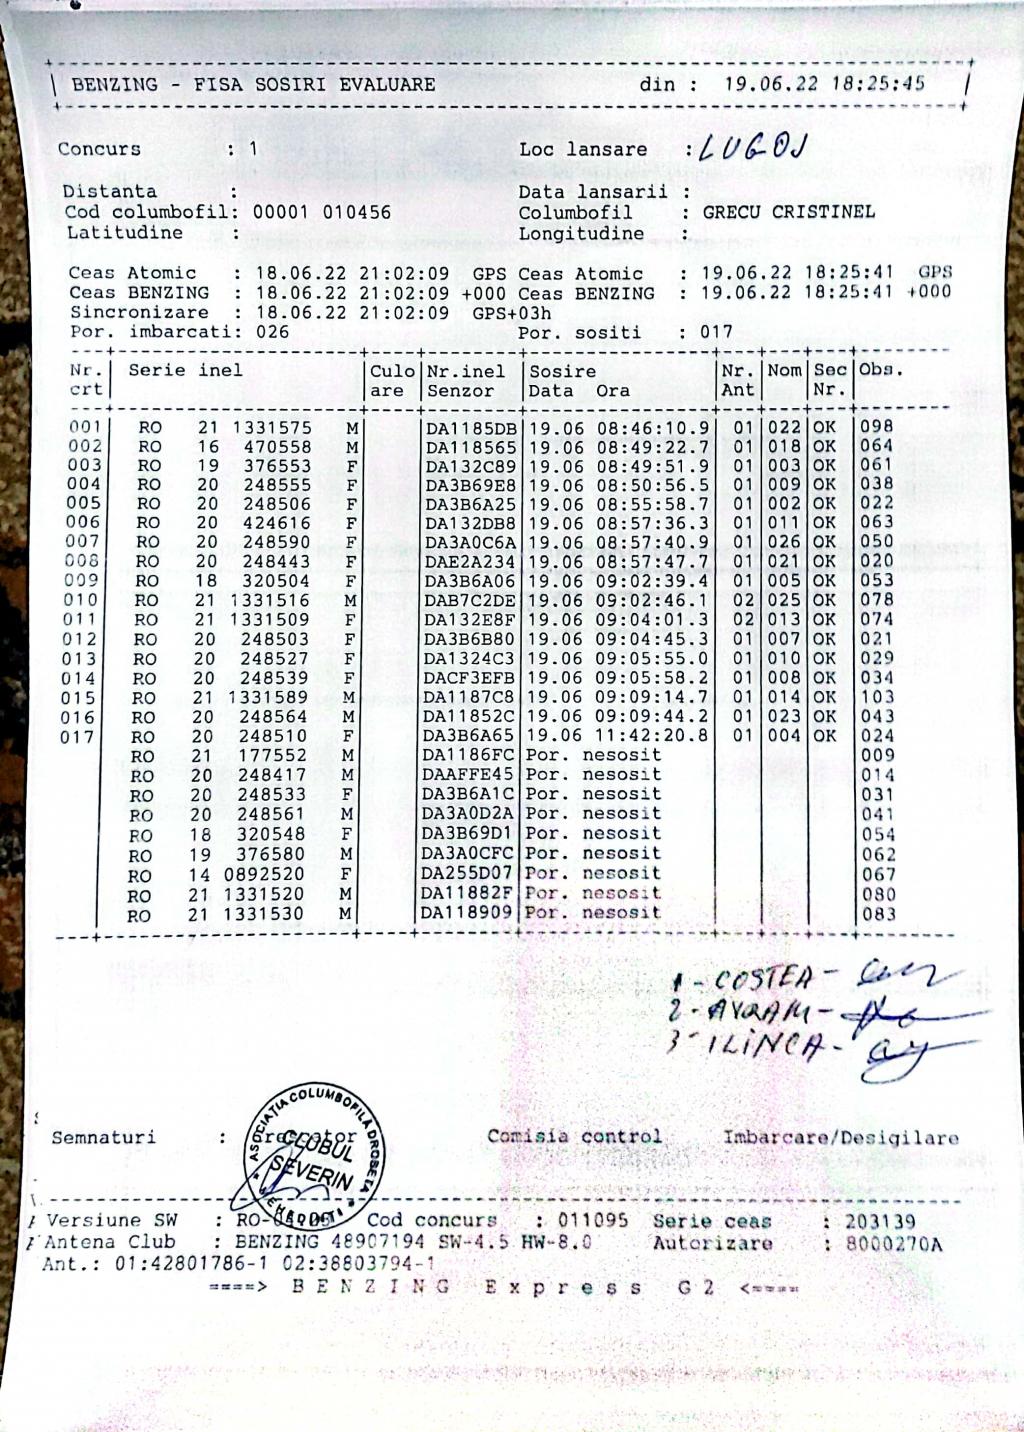 BENZING - FISA SOSIRI EVALUARE din : 19.06.22 18:25:45
Concurs : 1 Loc lansare : LUGOJ
Distanta : Data lansarii :
Cod columbofil: 00001 010456 Columbofil : GRECU CRISTINEL
Latitudine : Longitudine :
Ceas Atomic : 18.06.22 21:02:09 GPS Ceas Atomic : 19.06.22 18:25:41 GPS
Ceas BENZING : 18.06.22 21:02:09 +000 Ceas BENZING : 19.06.22 18:25:41 +000
Sincronizare : 18.06.22 21:02:09 GPS+03h
Por. imbarcati: 026 Por. sositi : 017
Nr. Serie inel Culo Nr.inel Sosire Nr. Nom Sec Obs.
crt are Senzor Data Ora Ant Nr.
001 RO 21 1331575 M DA1185DB 19.06 08:46:10.9 01 022 OK 098
002 RO 16 470558 M DA118565 19.06 08:49:22.7 01 018 OK 064
003 RO 19 376553 F DA132C89 19.06 08:49:51.9 01 003 OK 061
004 RO 20 248555 F DA3B69E8 19.06 08:50:56.5 01 009 OK 038
005 RO 20 248506 F DA3B6A25 19.06 08:55:58.7 01 002 OK 022
006 RO 20 424616 F DA132DB8 19.06 08:57:36.3 01 011 OK 063
007 RO 20 248590 F DA3A0C6A 19.06 08:57:40.9 01 026 OK 050
008 RO 20 248443 F DAE2A234 19.06 08:57:47.7 02 021 OK 020
009 RO 18 320504 F DA3B6A06 19.06 09:02:39.4 01 005 OK 053
010 RO 21 1331516 M DAB7C2DE 19.06 09:02:46.1 02 025 OK 078
011 RO 21 1331509 F DA132E8F 19.06 09:04:01.3 02 013 OK 074
012 RO 20 248503 F DA3B6B80 19.06 09:04:45.3 01 007 OK 021
013 RO 20 248527 F DA1324C3 19.06 09:05:55.0 01 010 OK 029
014 RO 20 248539 F DACF3EFB 19.06 09:05:58.2 01 008 OK 034
015 RO 21 1331589 M DA1187C8 19.06 09:09:14.7 01 014 OK 103
016 RO 20 248564 M DA11852C 19.06 09:09:44.2 01 023 OK 043
017 RO 20 248510 F DA3B6A65 19.06 11:42:20.8 01 004 OK 024
RO 21 177552 M DA1186FC Por. nesosit 009
RO 20 248417 M DAAFFE45 Por. nesosit 014
RO 20 248533 F DA3B6A1C Por. nesosit 031
RO 20 248561 M DA3A0D2A Por. nesosit 041
RO 18 320548 F DA3B69D1 Por. nesosit 054
RO 19 376580 M DA3A0CFC Por. nesosit 062
RO 14 0892520 F DA255D07 Por. nesosit 067
RO 21 1331520 M DA11882F Por. nesosit 080
RO 21 1331530 M DA118909 Por. nesosit 083
1 - COSTEA -
2 - AVRAM -
3 - ILINCA -
ASOCIAȚIA COLUMBOFILĂ DROBETA
CLUBUL
SEVERIN
MEHEDINTI
Semnaturi : Comisia control Imbarcare/Desigilare
Versiune SW : RO- Cod concurs : 011095 Serie ceas : 203139
Antena Club : BENZING 48907194 SW-4.5 HW-8.0 Autorizare : 8000270A
Ant.: 01:42801786-1 02:38803794-1
====> BENZING Express G2 <====